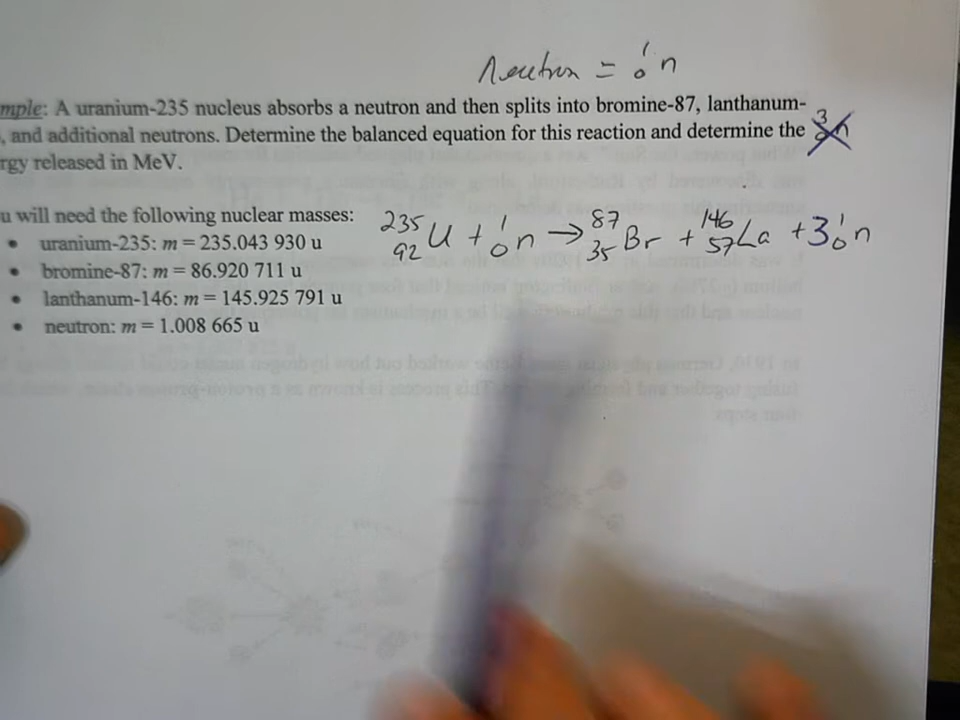 neutron = ¹₀n
mple: A uranium-235 nucleus absorbs a neutron and then splits into bromine-87, lanthanum-
, and additional neutrons. Determine the balanced equation for this reaction and determine the
rgy released in MeV.
u will need the following nuclear masses:
²³⁵₉₂U + ¹₀n → ⁸⁷₃₅Br + ¹⁴⁶₅₇La + 3¹₀n
• uranium-235: m = 235.043 930 u
• bromine-87: m = 86.920 711 u
• lanthanum-146: m = 145.925 791 u
• neutron: m = 1.008 665 u